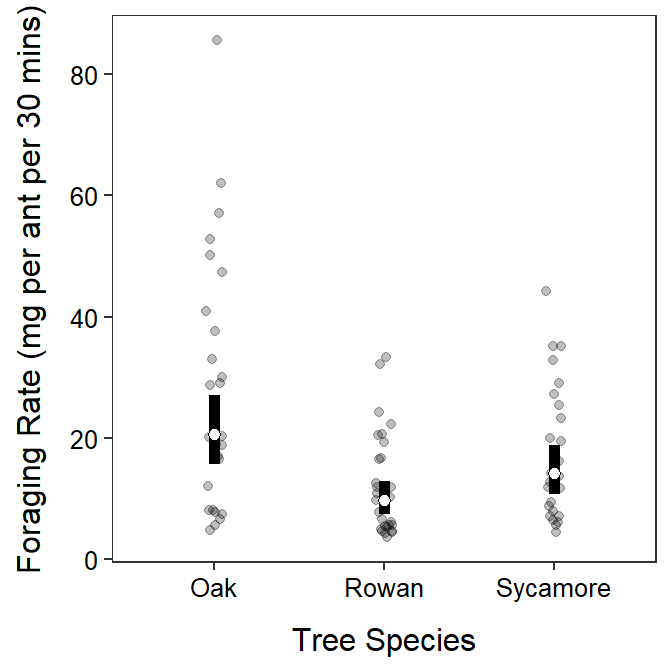 Foraging Rate (mg per ant per 30 mins)
80
60
40
20
0
Oak Rowan Sycamore
Tree Species